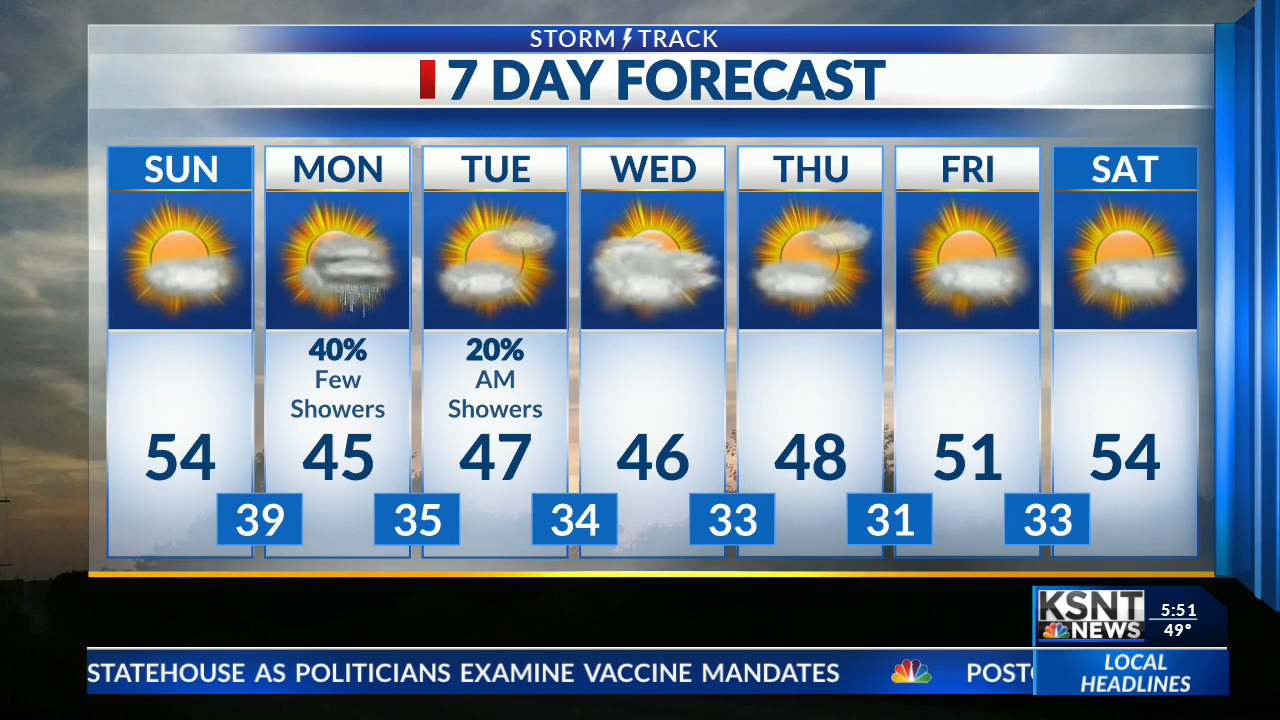 STORM TRACK
7 DAY FORECAST
SUN MON TUE WED THU FRI SAT
40% 20%
Few AM
Showers Showers
54 45 47 46 48 51 54
39 35 34 33 31 33
KSNT
NEWS
5:51
49°
STATEHOUSE AS POLITICIANS EXAMINE VACCINE MANDATES
LOCAL
HEADLINES